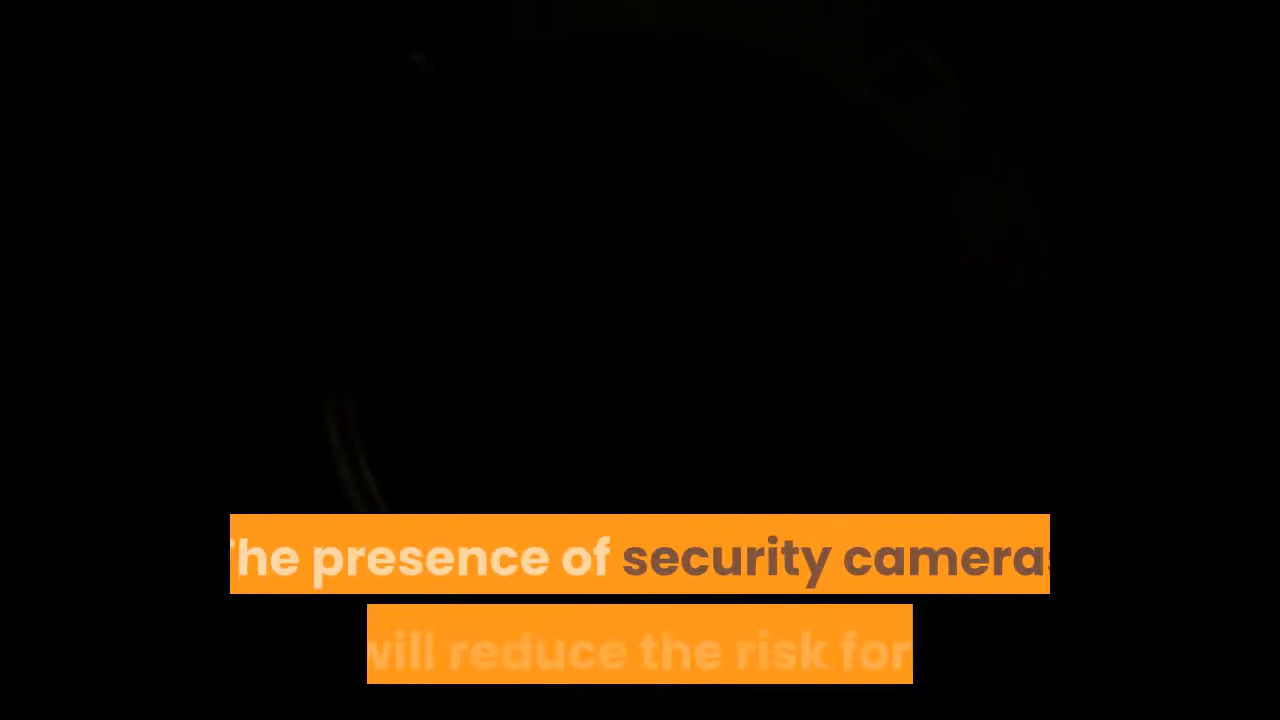 The presence of security cameras
will reduce the risk for